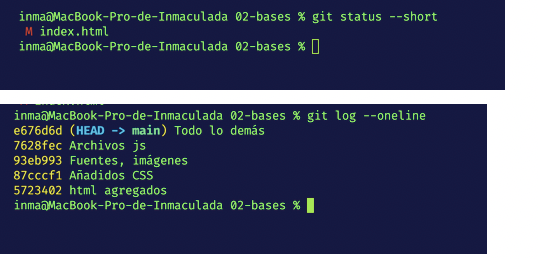 inma@MacBook-Pro-de-Inmaculada 02-bases % git status --short
M index.html
inma@MacBook-Pro-de-Inmaculada 02-bases %
inma@MacBook-Pro-de-Inmaculada 02-bases % git log --oneline
e676d6d (HEAD -> main) Todo lo demás
7628fec Archivos js
93eb993 Fuentes, imágenes
87cccf1 Añadidos CSS
5723402 html agregados
inma@MacBook-Pro-de-Inmaculada 02-bases %